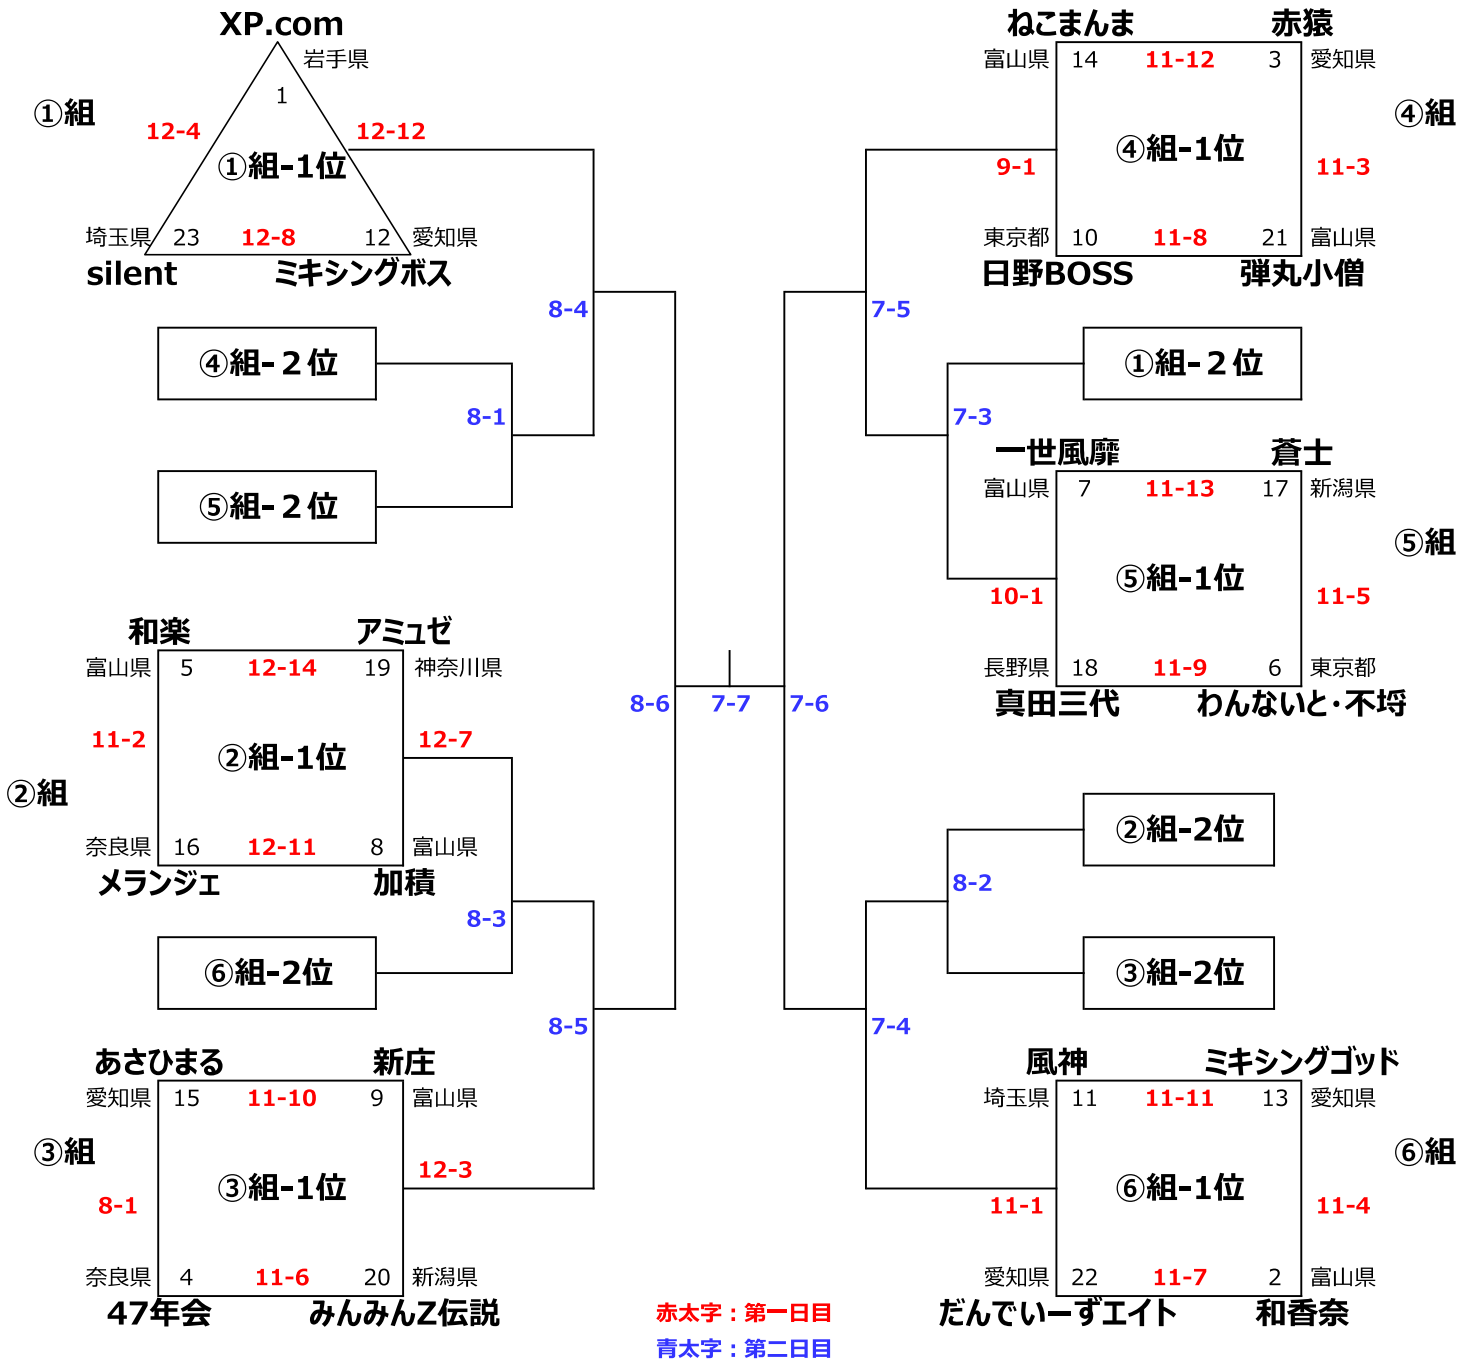 XP.com
岩手県
1
①組
12-4
12-12
①組-1位
埼玉県
23
12-8
12
愛知県
silent
ミキシングボス
④組-２位
8-4
8-1
⑤組-２位
和楽
アミュゼ
富山県
5
12-14
19
神奈川県
11-2
②組-1位
12-7
②組
奈良県
16
12-11
8
富山県
メランジェ
加積
8-3
⑥組-2位
8-5
あさひまる
新庄
愛知県
15
11-10
9
富山県
③組
③組-1位
12-3
8-1
奈良県
4
11-6
20
新潟県
47年会
みんみんZ伝説
8-6
7-7
7-6
ねこまんま
赤猿
富山県
14
11-12
3
愛知県
④組
④組-1位
9-1
11-3
東京都
10
11-8
21
富山県
日野BOSS
弾丸小僧
7-5
①組-２位
7-3
一世風靡
蒼士
富山県
7
11-13
17
新潟県
⑤組
⑤組-1位
10-1
11-5
長野県
18
11-9
6
東京都
真田三代
わんないと・不埒
②組-2位
8-2
③組-2位
7-4
風神
ミキシングゴッド
埼玉県
11
11-11
13
愛知県
⑥組
⑥組-1位
11-1
11-4
愛知県
22
11-7
2
富山県
だんでいーずエイト
和香奈
赤太字：第一日目
青太字：第二日目